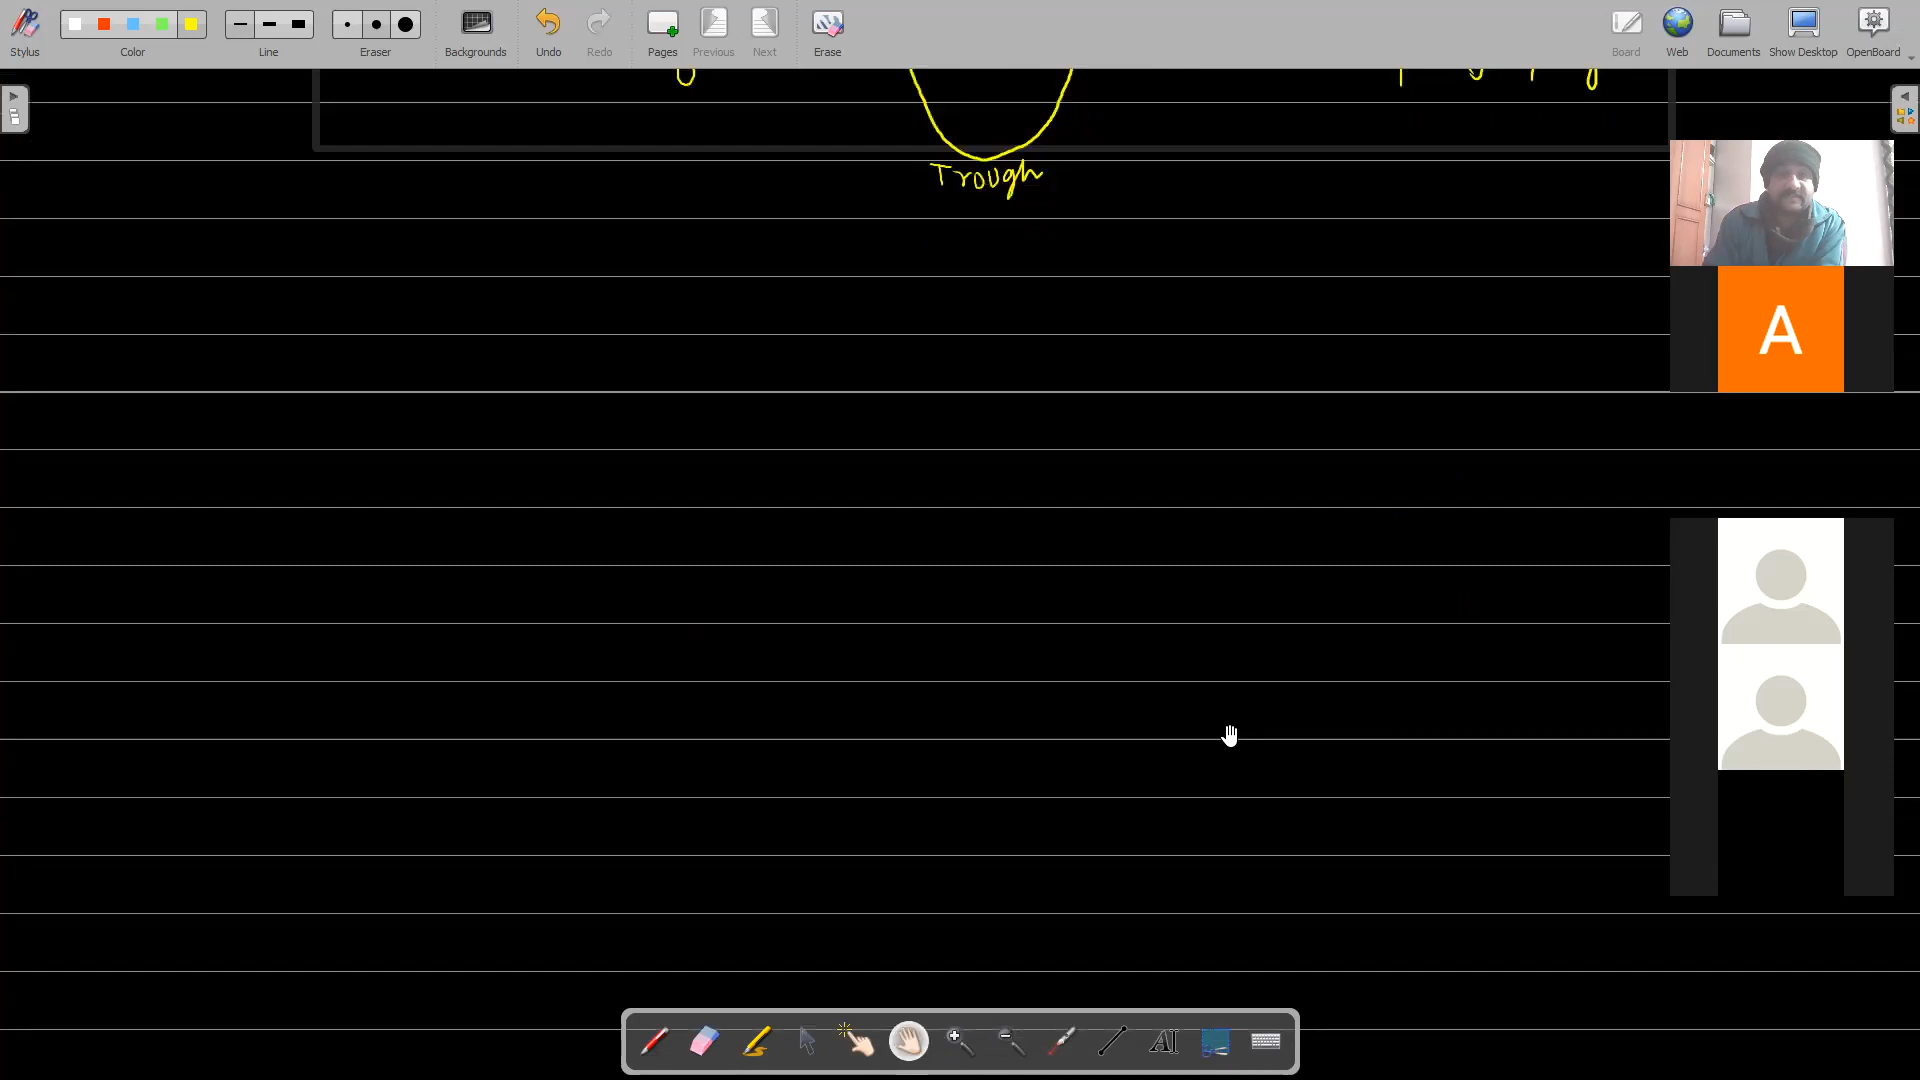 Stylus
Color
Line
Eraser
Backgrounds
Undo
Redo
Pages
Previous
Next
Erase
Board
Web
Documents
Show Desktop
OpenBoard
Trough
A